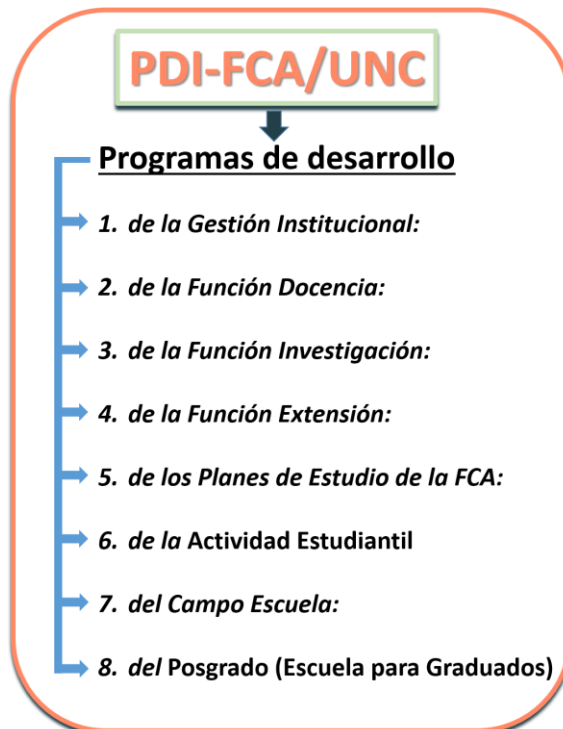 PDI-FCA/UNC
Programas de desarrollo
1. de la Gestión Institucional:
2. de la Función Docencia:
3. de la Función Investigación:
4. de la Función Extensión:
5. de los Planes de Estudio de la FCA:
6. de la Actividad Estudiantil
7. del Campo Escuela:
8. del Posgrado (Escuela para Graduados)